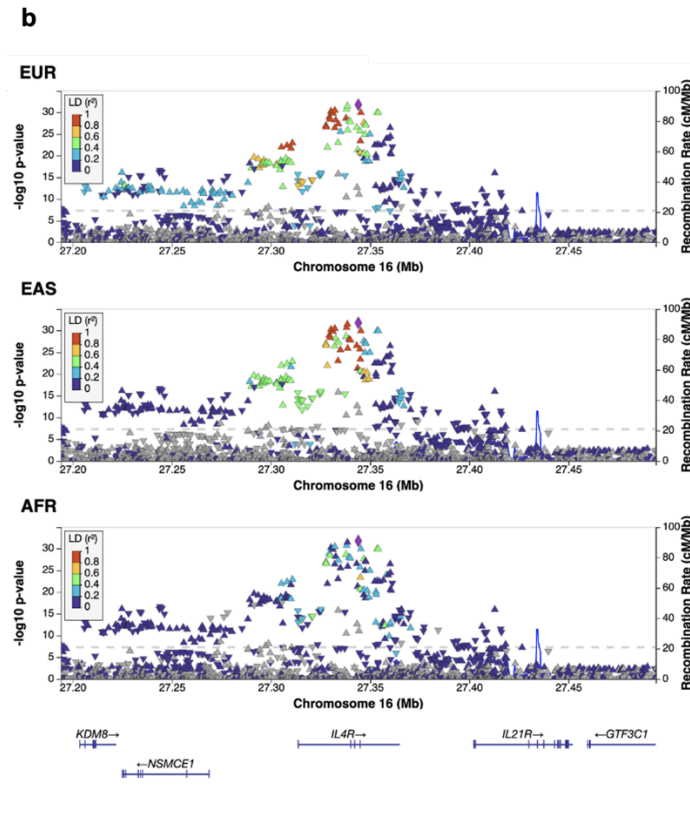 b
EUR
LD (r²)
1
0.8
0.6
0.4
0.2
0
-log10 p-value
30
25
20
15
10
5
0
100
80
60
40
20
0
Recombination Rate (cM/Mb)
27.20 27.25 27.30 27.35 27.40 27.45
Chromosome 16 (Mb)
EAS
LD (r²)
1
0.8
0.6
0.4
0.2
0
-log10 p-value
30
25
20
15
10
5
0
100
80
60
40
20
0
Recombination Rate (cM/Mb)
27.20 27.25 27.30 27.35 27.40 27.45
Chromosome 16 (Mb)
AFR
LD (r²)
1
0.8
0.6
0.4
0.2
0
-log10 p-value
30
25
20
15
10
5
0
100
80
60
40
20
0
Recombination Rate (cM/Mb)
27.20 27.25 27.30 27.35 27.40 27.45
Chromosome 16 (Mb)
KDM8→ IL4R→ IL21R→ ←GTF3C1
←NSMCE1